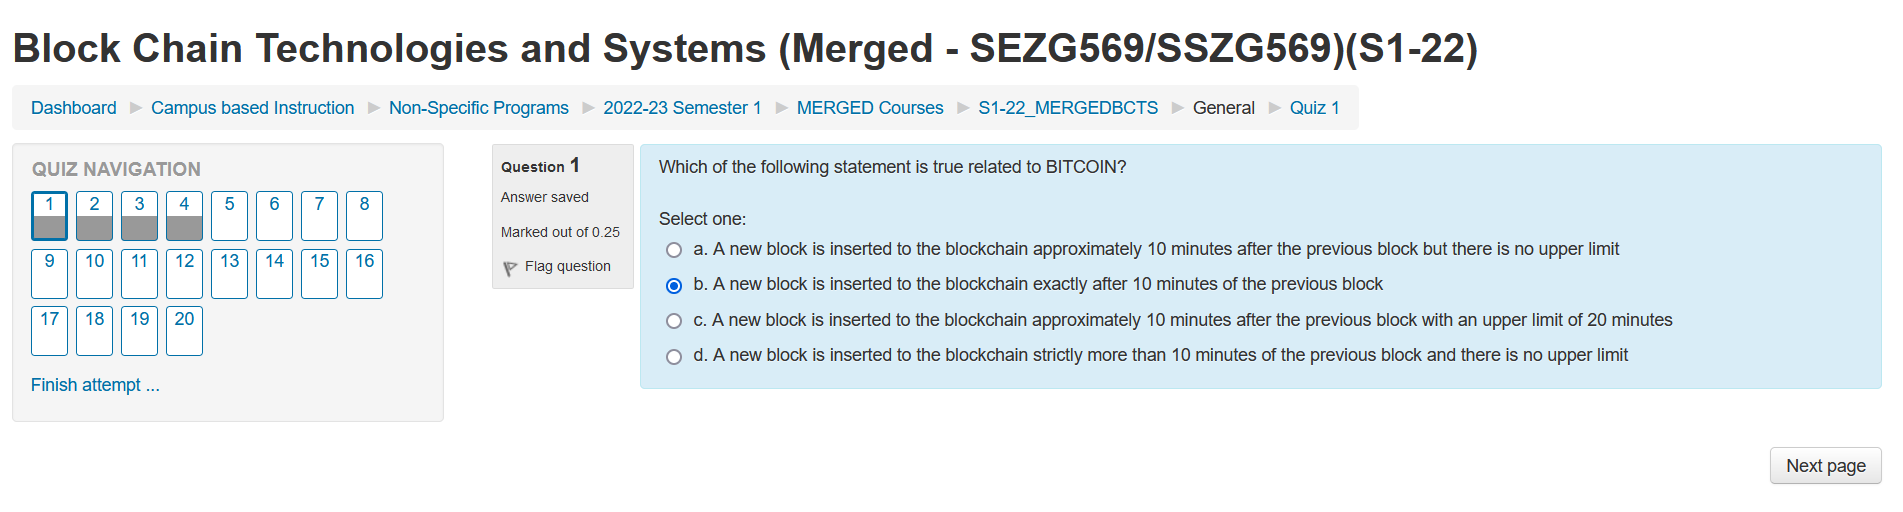 Block Chain Technologies and Systems (Merged - SEZG569/SSZG569)(S1-22)
Dashboard ▶ Campus based Instruction ▶ Non-Specific Programs ▶ 2022-23 Semester 1 ▶ MERGED Courses ▶ S1-22_MERGEDBCTS ▶ General ▶ Quiz 1
QUIZ NAVIGATION
1 2 3 4 5 6 7 8
9 10 11 12 13 14 15 16
17 18 19 20
Finish attempt ...
Question 1
Answer saved
Marked out of 0.25
Flag question
Which of the following statement is true related to BITCOIN?
Select one:
a. A new block is inserted to the blockchain approximately 10 minutes after the previous block but there is no upper limit
b. A new block is inserted to the blockchain exactly after 10 minutes of the previous block
c. A new block is inserted to the blockchain approximately 10 minutes after the previous block with an upper limit of 20 minutes
d. A new block is inserted to the blockchain strictly more than 10 minutes of the previous block and there is no upper limit
Next page